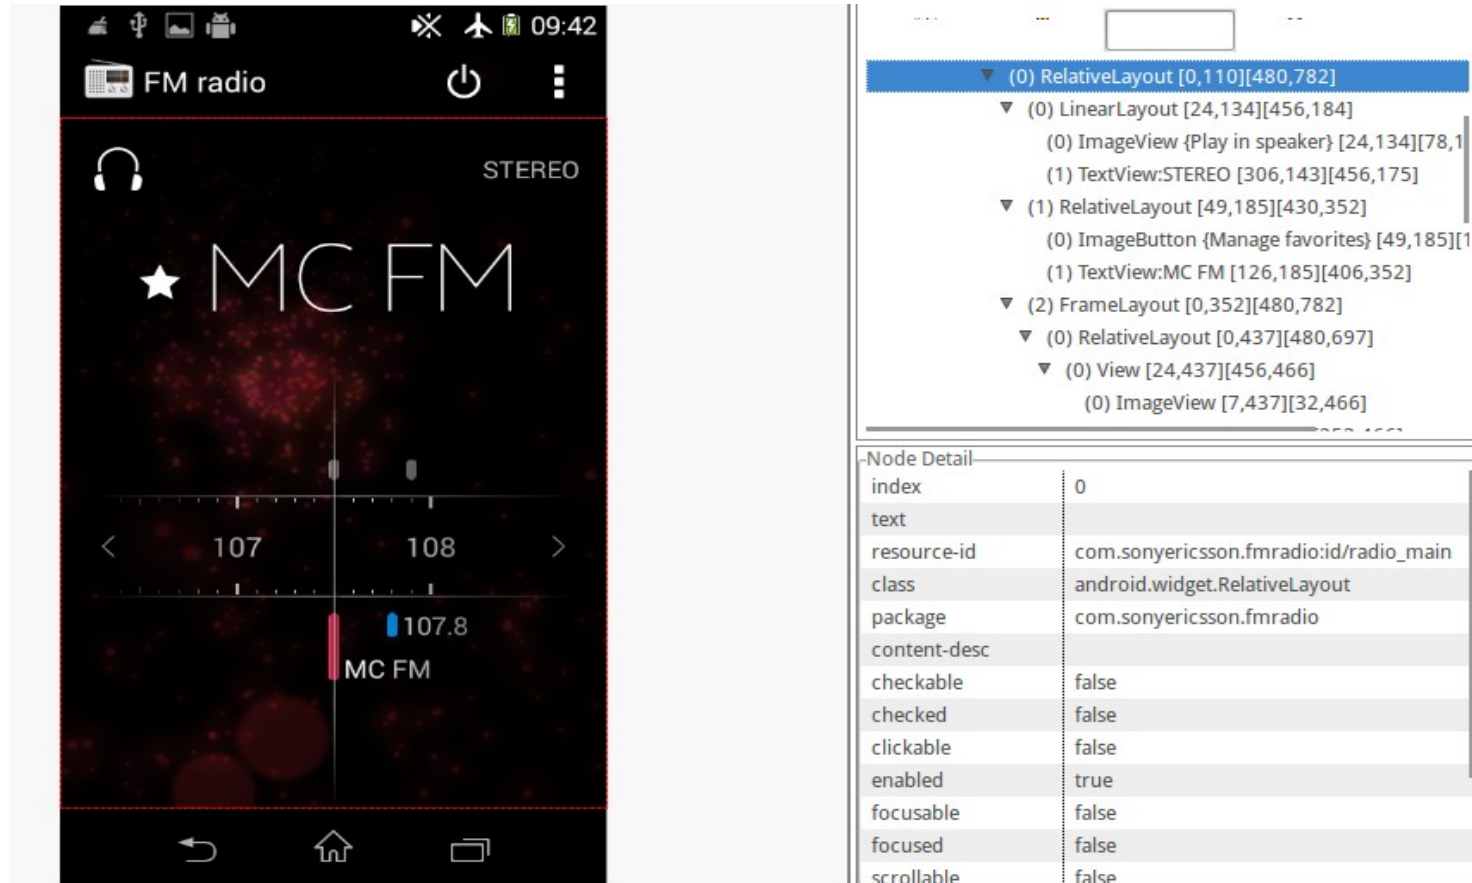 09:42
FM radio
STEREO
MC FM
107
108
107.8
MC FM
(0) RelativeLayout [0,110][480,782]
(0) LinearLayout [24,134][456,184]
(0) ImageView {Play in speaker} [24,134][78,1
(1) TextView:STEREO [306,143][456,175]
(1) RelativeLayout [49,185][430,352]
(0) ImageButton {Manage favorites} [49,185][1
(1) TextView:MC FM [126,185][406,352]
(2) FrameLayout [0,352][480,782]
(0) RelativeLayout [0,437][480,697]
(0) View [24,437][456,466]
(0) ImageView [7,437][32,466]
Node Detail
index 0
text
resource-id com.sonyericsson.fmradio:id/radio_main
class android.widget.RelativeLayout
package com.sonyericsson.fmradio
content-desc
checkable false
checked false
clickable false
enabled true
focusable false
focused false
scrollable false